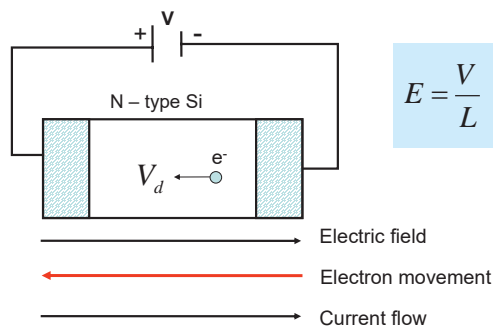 V
+ -
N – type Si
E = V / L
e-
V_d
Electric field
Electron movement
Current flow